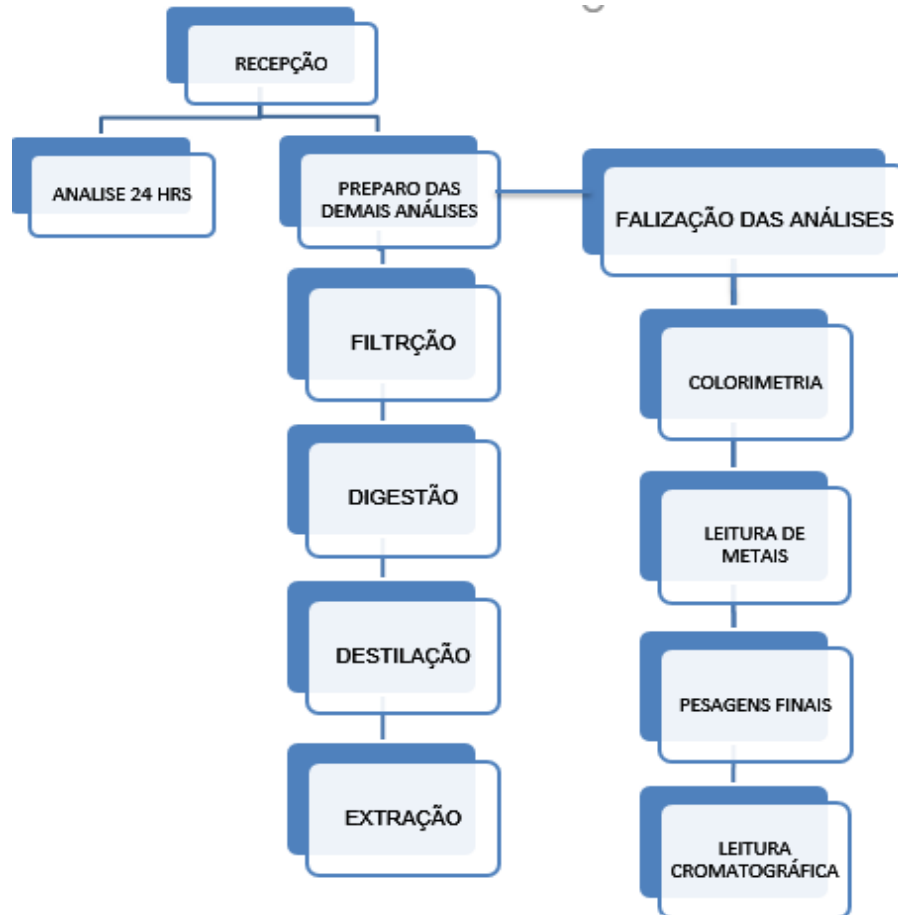 RECEPÇÃO
ANALISE 24 HRS
PREPARO DAS
DEMAIS ANÁLISES
FILTRÇÃO
DIGESTÃO
DESTILAÇÃO
EXTRAÇÃO
FALIZAÇÃO DAS ANÁLISES
COLORIMETRIA
LEITURA DE
METAIS
PESAGENS FINAIS
LEITURA
CROMATOGRÁFICA